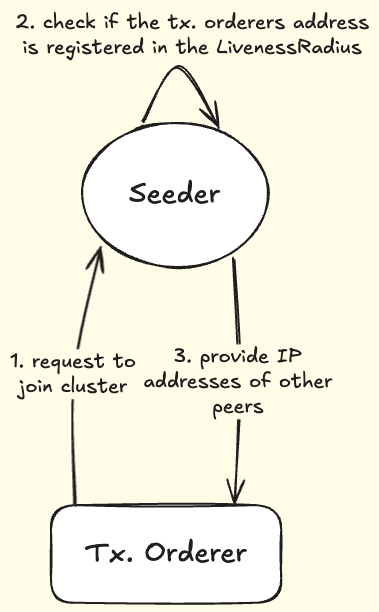 2. check if the tx. orderers address
is registered in the LivenessRadius
Seeder
1. request to
join cluster
3. provide IP
addresses of other
peers
Tx. Orderer